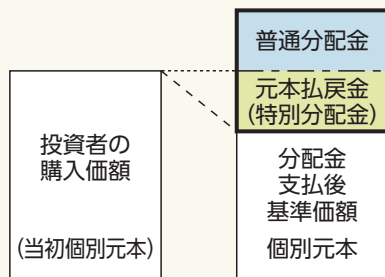 普通分配金
元本払戻金
(特別分配金)
投資者の
購入価額
(当初個別元本)
分配金
支払後
基準価額
個別元本